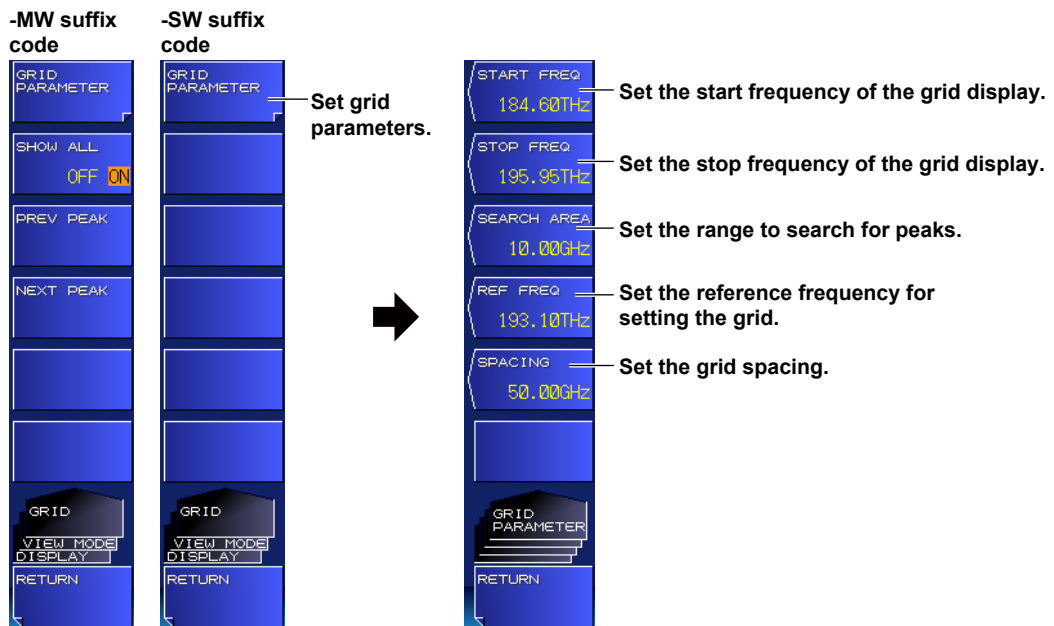 -MW suffix
code
-SW suffix
code
GRID
PARAMETER
SHOW ALL
OFF ON
PREV PEAK
NEXT PEAK
GRID
VIEW MODE
DISPLAY
RETURN
GRID
PARAMETER
Set grid
parameters.
GRID
VIEW MODE
DISPLAY
RETURN
START FREQ
184.60THz
Set the start frequency of the grid display.
STOP FREQ
195.95THz
Set the stop frequency of the grid display.
SEARCH AREA
10.00GHz
Set the range to search for peaks.
REF FREQ
193.10THz
Set the reference frequency for
setting the grid.
SPACING
50.00GHz
Set the grid spacing.
GRID
PARAMETER
RETURN